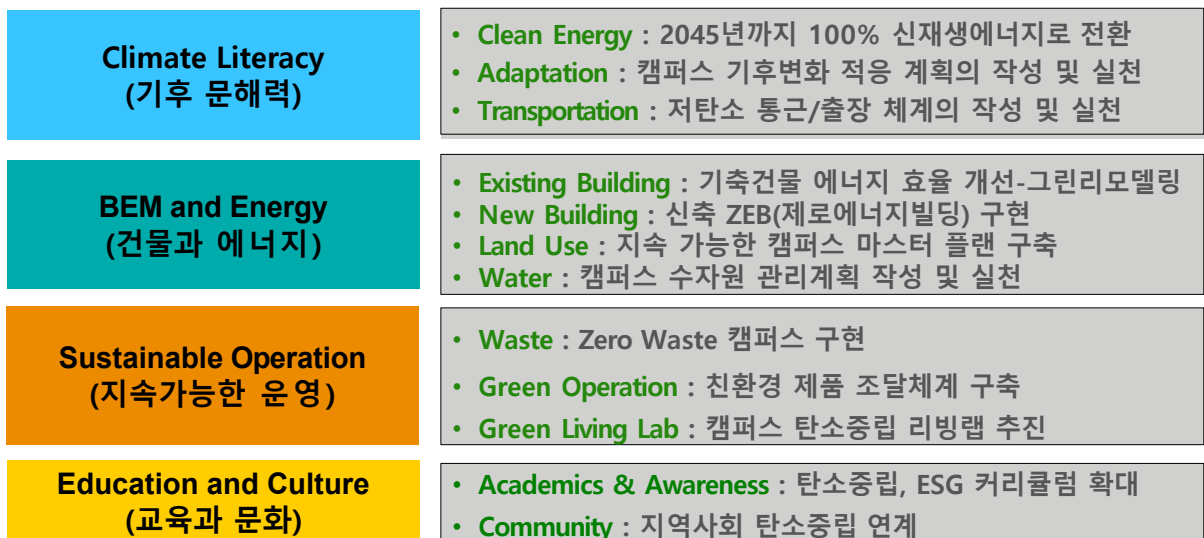 Climate Literacy
(기후 문해력)
• Clean Energy : 2045년까지 100% 신재생에너지로 전환
• Adaptation : 캠퍼스 기후변화 적응 계획의 작성 및 실천
• Transportation : 저탄소 통근/출장 체계의 작성 및 실천
BEM and Energy
(건물과 에너지)
• Existing Building : 기축건물 에너지 효율 개선-그린리모델링
• New Building : 신축 ZEB(제로에너지빌딩) 구현
• Land Use : 지속 가능한 캠퍼스 마스터 플랜 구축
• Water : 캠퍼스 수자원 관리계획 작성 및 실천
Sustainable Operation
(지속가능한 운영)
• Waste : Zero Waste 캠퍼스 구현
• Green Operation : 친환경 제품 조달체계 구축
• Green Living Lab : 캠퍼스 탄소중립 리빙랩 추진
Education and Culture
(교육과 문화)
• Academics & Awareness : 탄소중립, ESG 커리큘럼 확대
• Community : 지역사회 탄소중립 연계